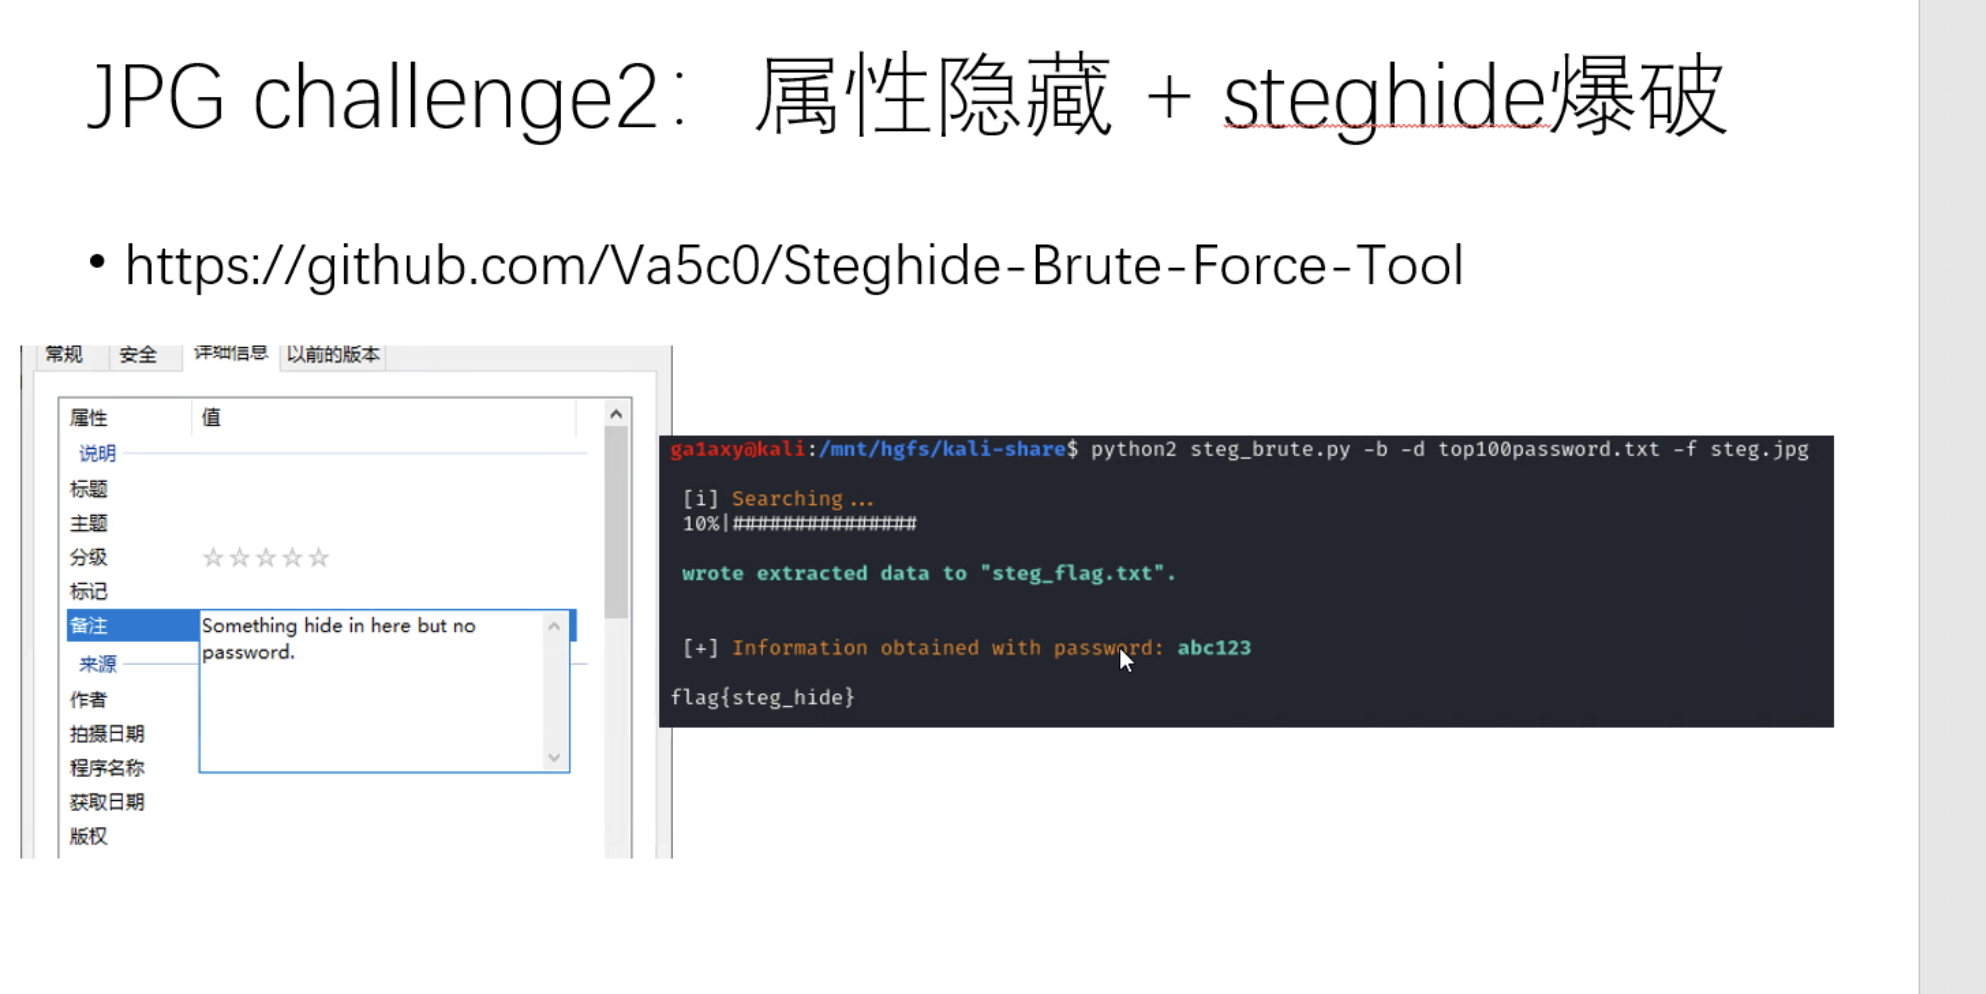 JPG challenge2：属性隐藏 + steghide爆破
• https://github.com/Va5c0/Steghide-Brute-Force-Tool
常规 安全 详细信息 以前的版本
属性 值
说明
标题
主题
分级 ☆☆☆☆☆
标记
备注 Something hide in here but no
password.
来源
作者
拍摄日期
程序名称
获取日期
版权
ga1axy@kali:/mnt/hgfs/kali-share$ python2 steg_brute.py -b -d top100password.txt -f steg.jpg
[i] Searching...
10%|###############
wrote extracted data to "steg_flag.txt".
[+] Information obtained with password: abc123
flag{steg_hide}